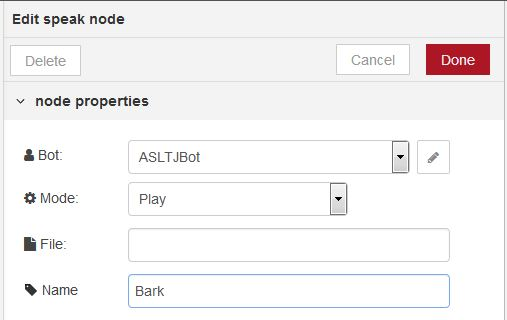 Edit speak node
Delete Cancel Done
node properties
Bot: ASLTJBot
Mode: Play
File:
Name Bark